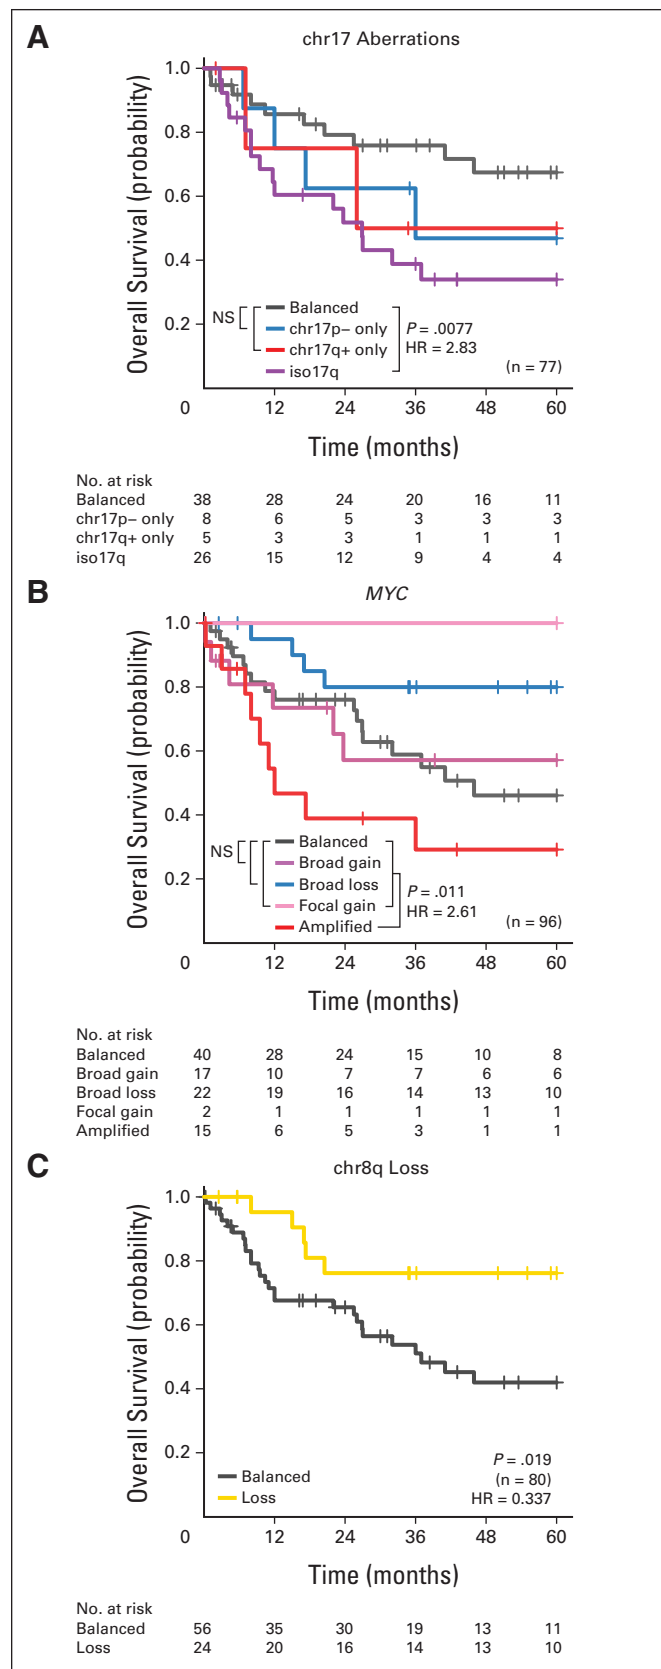 A
chr17 Aberrations
Overall Survival (probability)
1.0
0.8
0.6
0.4
0.2
0
NS
Balanced
chr17p– only
chr17q+ only
iso17q
P = .0077
HR = 2.83
(n = 77)
12 24 36 48 60
Time (months)
No. at risk
Balanced 38 28 24 20 16 11
chr17p– only 8 6 5 3 3 3
chr17q+ only 5 3 3 1 1 1
iso17q 26 15 12 9 4 4
B
MYC
Overall Survival (probability)
1.0
0.8
0.6
0.4
0.2
0
NS
Balanced
Broad gain
Broad loss
Focal gain
Amplified
P = .011
HR = 2.61
(n = 96)
12 24 36 48 60
Time (months)
No. at risk
Balanced 40 28 24 15 10 8
Broad gain 17 10 7 7 6 6
Broad loss 22 19 16 14 13 10
Focal gain 2 1 1 1 1 1
Amplified 15 6 5 3 1 1
C
chr8q Loss
Overall Survival (probability)
1.0
0.8
0.6
0.4
0.2
0
Balanced
Loss
P = .019
(n = 80)
HR = 0.337
12 24 36 48 60
Time (months)
No. at risk
Balanced 56 35 30 19 13 11
Loss 24 20 16 14 13 10